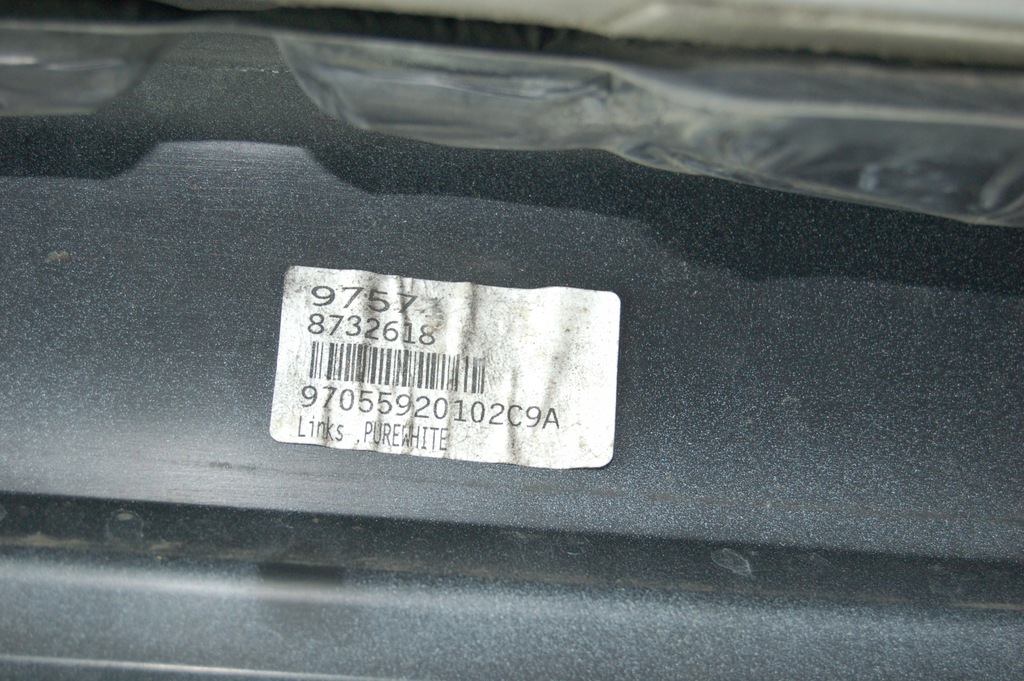 9757
8732618
97055920102C9A
Links ,PUREWHITE